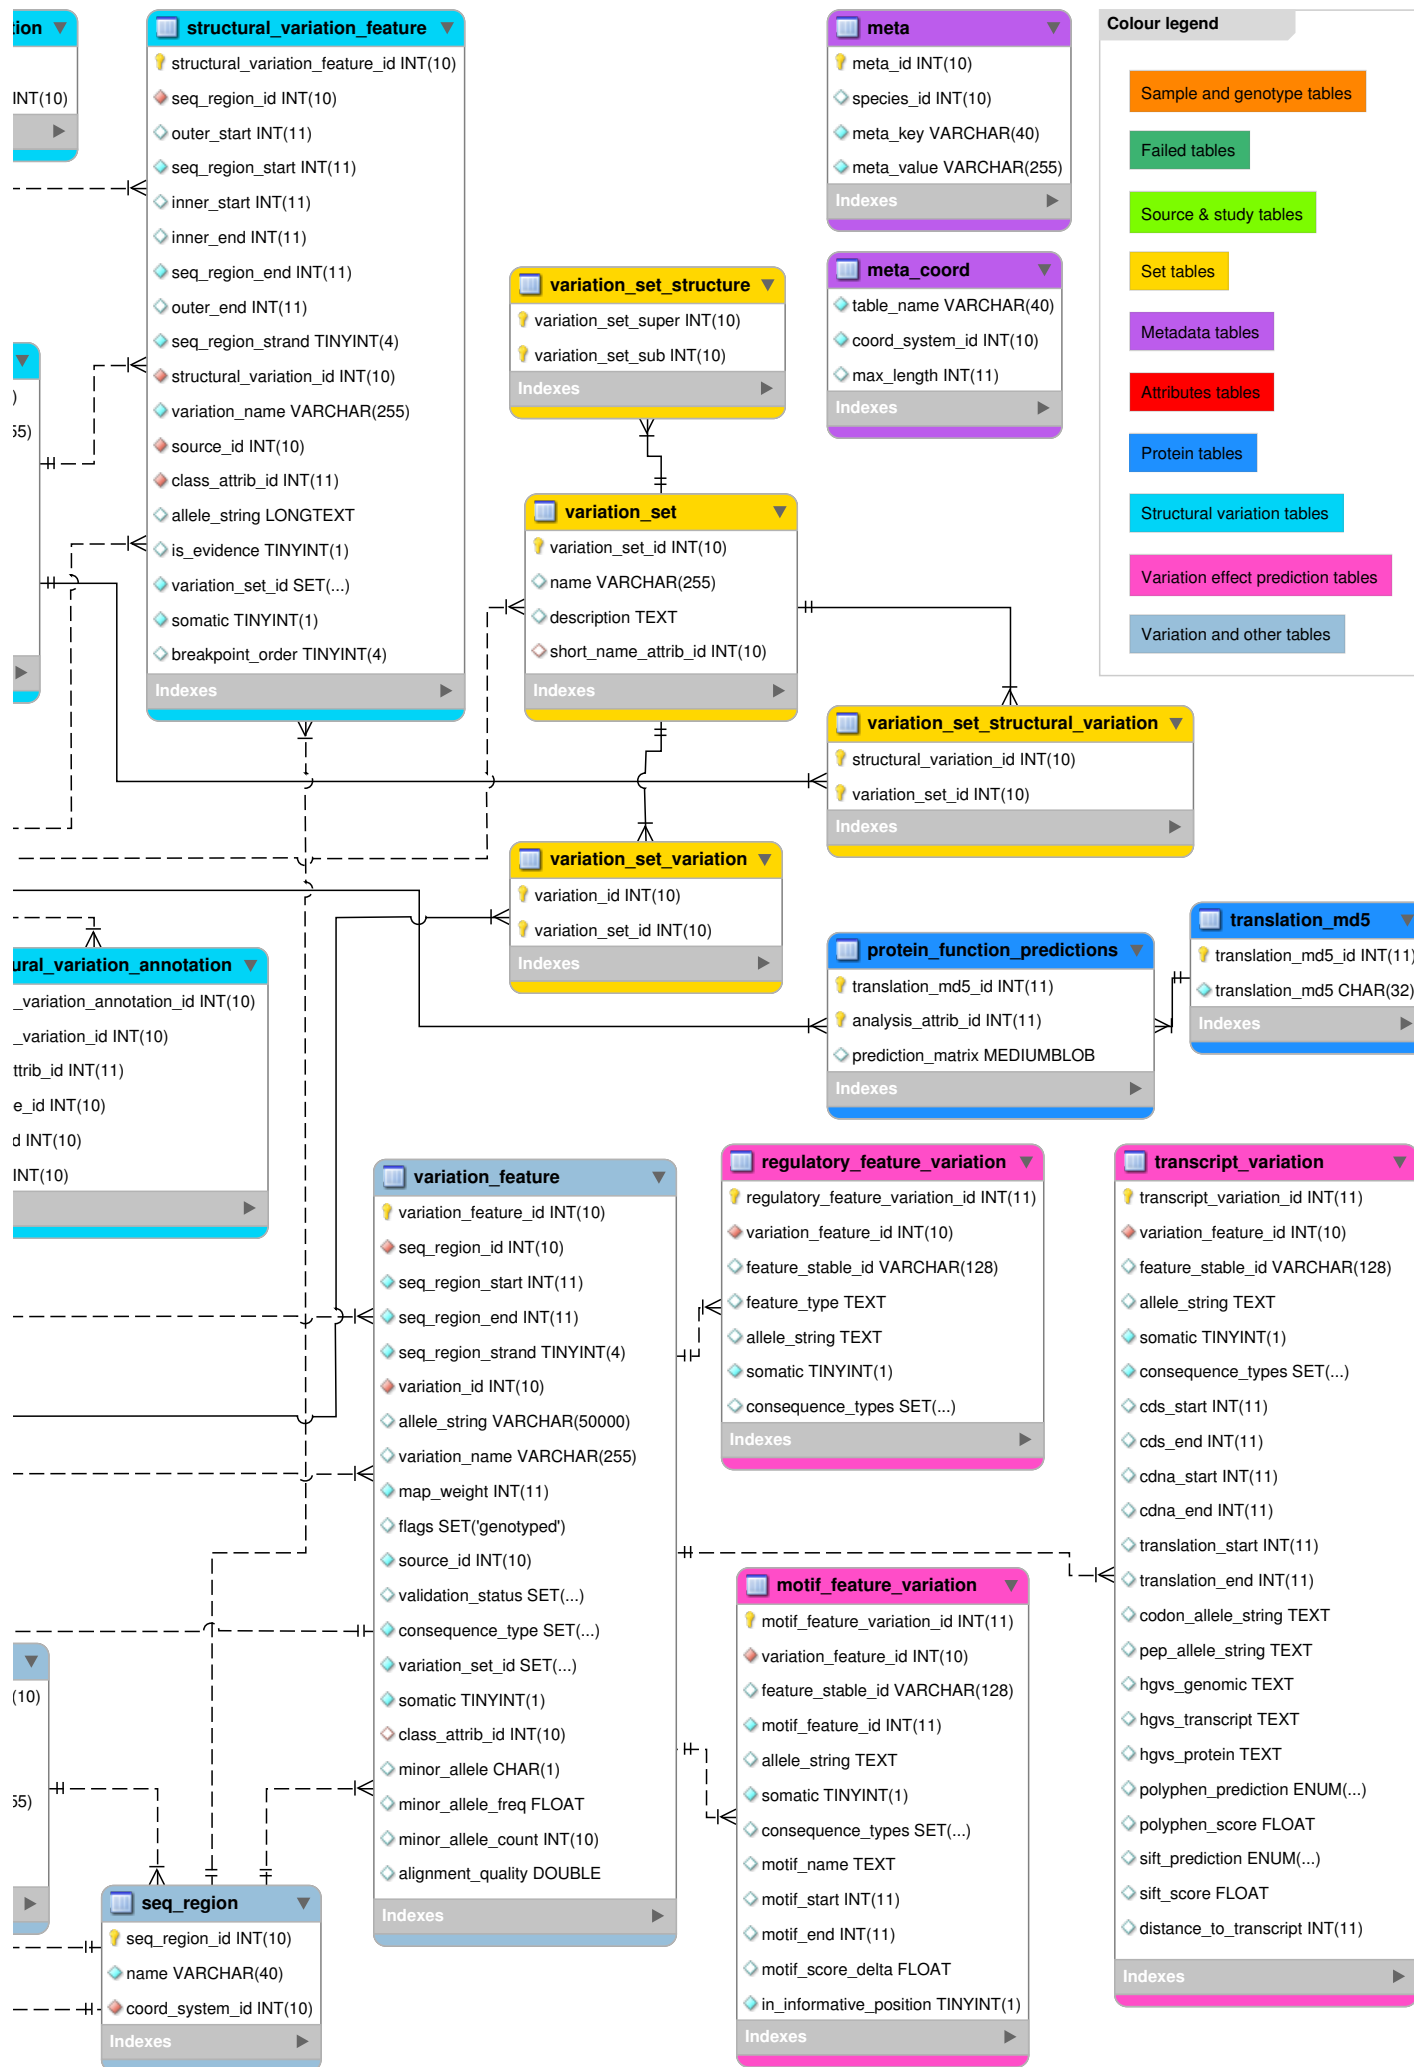 tion
INT(10)
structural_variation_feature
structural_variation_feature_id INT(10)
seq_region_id INT(10)
outer_start INT(11)
seq_region_start INT(11)
inner_start INT(11)
inner_end INT(11)
seq_region_end INT(11)
outer_end INT(11)
seq_region_strand TINYINT(4)
structural_variation_id INT(10)
variation_name VARCHAR(255)
source_id INT(10)
class_attrib_id INT(11)
allele_string LONGTEXT
is_evidence TINYINT(1)
variation_set_id SET(...)
somatic TINYINT(1)
breakpoint_order TINYINT(4)
Indexes
meta
meta_id INT(10)
species_id INT(10)
meta_key VARCHAR(40)
meta_value VARCHAR(255)
Indexes
meta_coord
table_name VARCHAR(40)
coord_system_id INT(10)
max_length INT(11)
Indexes
Colour legend
Sample and genotype tables
Failed tables
Source & study tables
Set tables
Metadata tables
Attributes tables
Protein tables
Structural variation tables
Variation effect prediction tables
Variation and other tables
)
55)
variation_set_structure
variation_set_super INT(10)
variation_set_sub INT(10)
Indexes
variation_set
variation_set_id INT(10)
name VARCHAR(255)
description TEXT
short_name_attrib_id INT(10)
variation_set_structural_variation
structural_variation_id INT(10)
variation_set_id INT(10)
Indexes
variation_set_variation
variation_id INT(10)
variation_set_id INT(10)
Indexes
ural_variation_annotation
_variation_annotation_id INT(10)
_variation_id INT(10)
ttrib_id INT(11)
e_id INT(10)
d INT(10)
INT(10)
protein_function_predictions
translation_md5_id INT(11)
analysis_attrib_id INT(11)
prediction_matrix MEDIUMBLOB
Indexes
translation_md5
translation_md5_id INT(11)
translation_md5 CHAR(32)
Indexes
variation_feature
variation_feature_id INT(10)
seq_region_id INT(10)
seq_region_start INT(11)
seq_region_end INT(11)
seq_region_strand TINYINT(4)
variation_id INT(10)
allele_string VARCHAR(50000)
variation_name VARCHAR(255)
map_weight INT(11)
flags SET('genotyped')
source_id INT(10)
validation_status SET(...)
consequence_type SET(...)
variation_set_id SET(...)
somatic TINYINT(1)
class_attrib_id INT(10)
minor_allele CHAR(1)
minor_allele_freq FLOAT
minor_allele_count INT(10)
alignment_quality DOUBLE
Indexes
regulatory_feature_variation
regulatory_feature_variation_id INT(11)
variation_feature_id INT(10)
feature_stable_id VARCHAR(128)
feature_type TEXT
allele_string TEXT
somatic TINYINT(1)
consequence_types SET(...)
Indexes
transcript_variation
transcript_variation_id INT(11)
variation_feature_id INT(10)
feature_stable_id VARCHAR(128)
allele_string TEXT
somatic TINYINT(1)
consequence_types SET(...)
cds_start INT(11)
cds_end INT(11)
cdna_start INT(11)
cdna_end INT(11)
translation_start INT(11)
translation_end INT(11)
codon_allele_string TEXT
pep_allele_string TEXT
hgvs_genomic TEXT
hgvs_transcript TEXT
hgvs_protein TEXT
polyphen_prediction ENUM(...)
polyphen_score FLOAT
sift_prediction ENUM(...)
sift_score FLOAT
distance_to_transcript INT(11)
Indexes
motif_feature_variation
motif_feature_variation_id INT(11)
variation_feature_id INT(10)
feature_stable_id VARCHAR(128)
motif_feature_id INT(11)
allele_string TEXT
somatic TINYINT(1)
consequence_types SET(...)
motif_name TEXT
motif_start INT(11)
motif_end INT(11)
motif_score_delta FLOAT
in_informative_position TINYINT(1)
Indexes
(10)
55)
seq_region
seq_region_id INT(10)
name VARCHAR(40)
coord_system_id INT(10)
Indexes